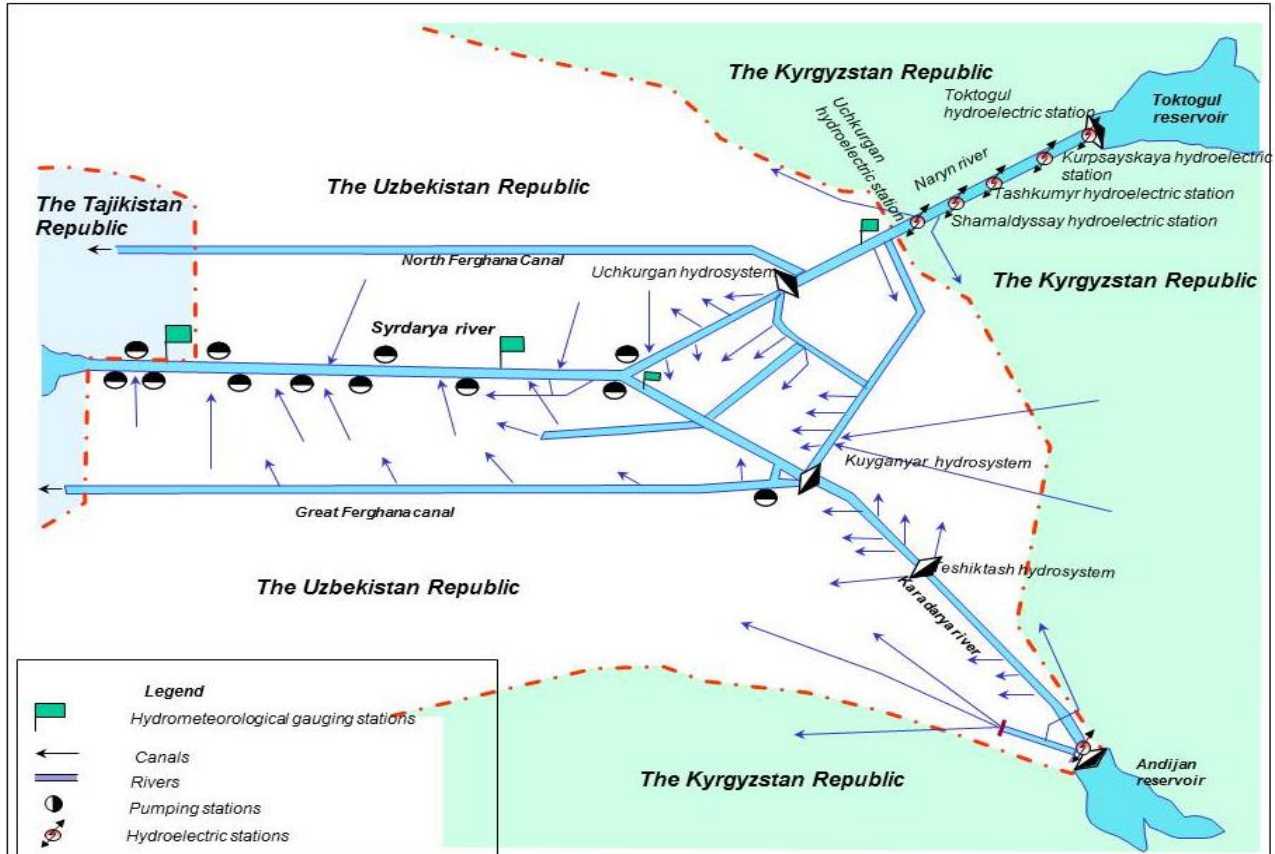 The Kyrgyzstan Republic
Toktogul
hydroelectric station
Toktogul
reservoir
Uchkurgan
hydroelectric station
Naryn river
Kurpsayskaya hydroelectric
station
Tashkumyr hydroelectric station
Shamaldyssay hydroelectric station
The Uzbekistan Republic
The Tajikistan
Republic
North Ferghana Canal
Uchkurgan hydrosystem
The Kyrgyzstan Republic
Syrdarya river
Kuyganyar hydrosystem
Great Ferghana canal
Teshiktash hydrosystem
The Uzbekistan Republic
Karadarya river
The Kyrgyzstan Republic
Andijan
reservoir
Legend
Hydrometeorological gauging stations
Canals
Rivers
Pumping stations
Hydroelectric stations